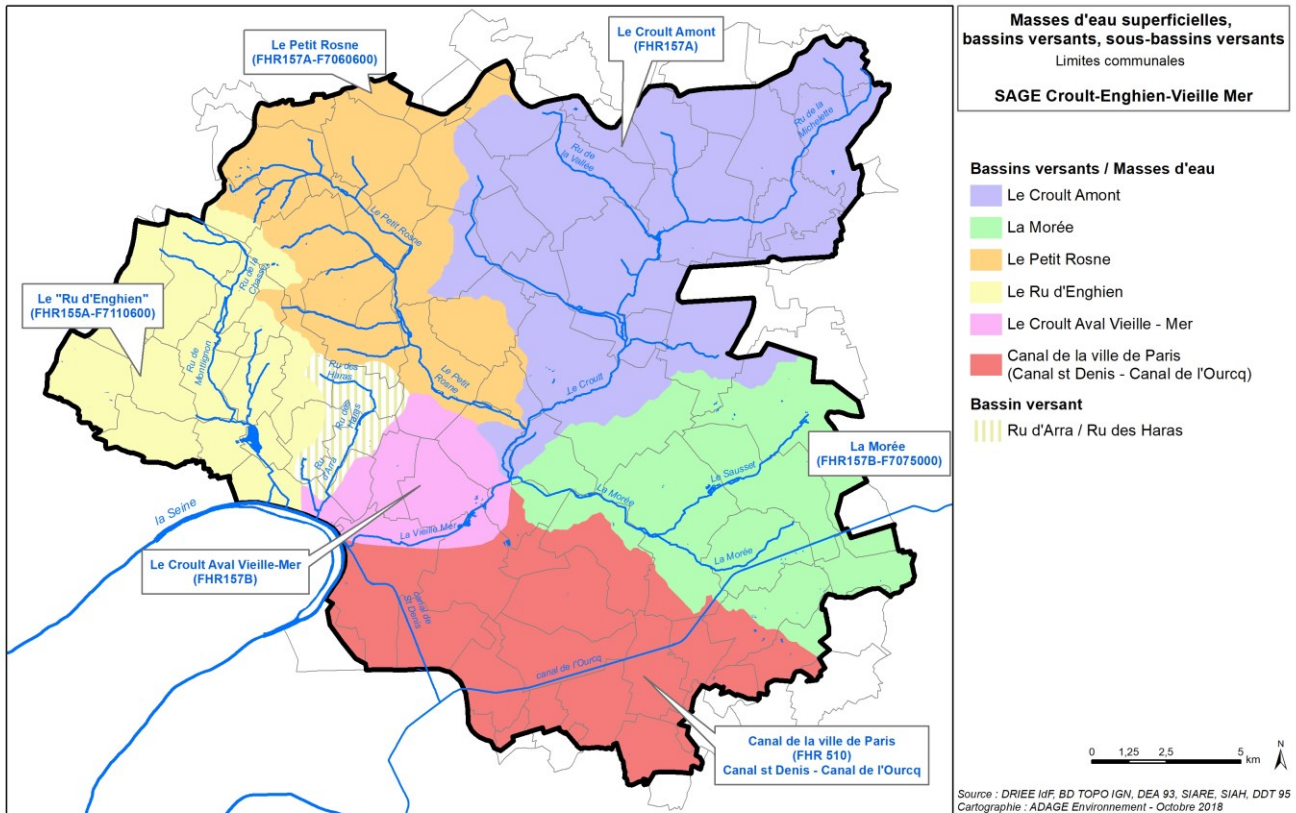 Le Petit Rosne
(FHR157A-F7060600)
Le Croult Amont
(FHR157A)
Masses d'eau superficielles,
bassins versants, sous-bassins versants
Limites communales
SAGE Croult-Enghien-Vieille Mer
Bassins versants / Masses d'eau
Le Croult Amont
La Morée
Le Petit Rosne
Le Ru d'Enghien
Le Croult Aval Vieille - Mer
Canal de la ville de Paris
(Canal st Denis - Canal de l'Ourcq)
Bassin versant
Ru d'Arra / Ru des Haras
Ru de la
Michelette
Ru de
la Vallée
Le Petit Rosne
Ru de la
Chasse
Le "Ru d'Enghien"
(FHR155A-F7110600)
Ru de
Montlignon
Ru des
Haras
Ru des
Haras
Ru
d'Arra
Le Petit
Rosne
Le Croult
La Morée
(FHR157B-F7075000)
Le Sausset
La Morée
La Morée
la Seine
La Vieille Mer
Le Croult Aval Vieille-Mer
(FHR157B)
canal de
St Denis
canal de l'Ourcq
Canal de la ville de Paris
(FHR 510)
Canal st Denis - Canal de l'Ourcq
0 1,25 2,5 5
km
N
Source : DRIEE IdF, BD TOPO IGN, DEA 93, SIARE, SIAH, DDT 95
Cartographie : ADAGE Environnement - Octobre 2018